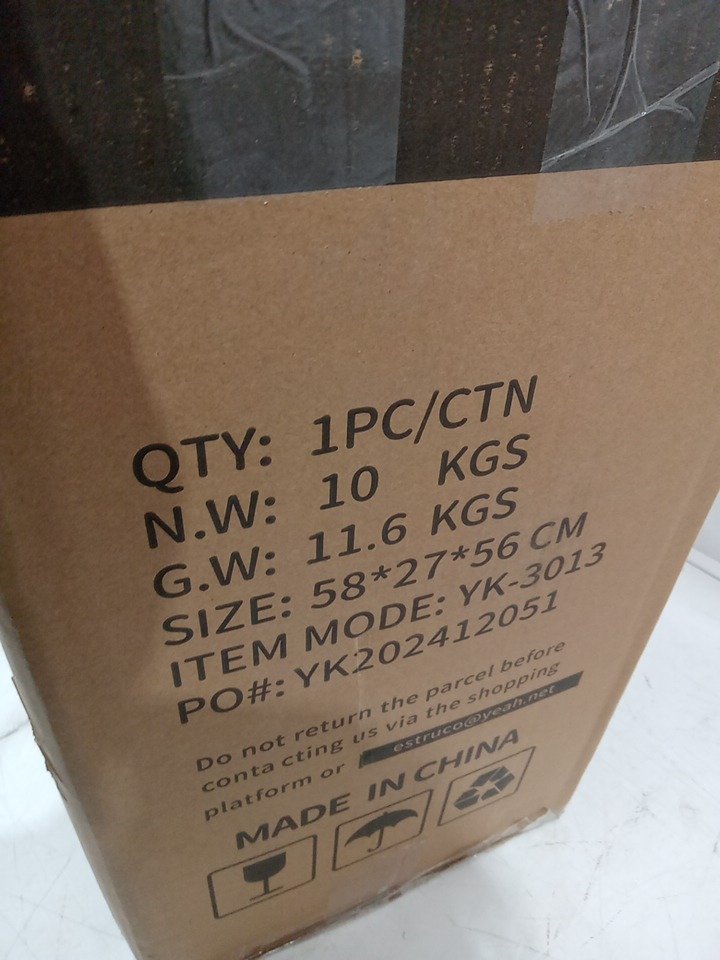 QTY: 1PC/CTN
N.W: 10 KGS
G.W: 11.6 KGS
SIZE: 58*27*56 CM
ITEM MODE: YK-3013
PO#: YK202412051
Do not return the parcel before
conta cting us via the shopping
platform or estruco@yeah.net
MADE IN CHINA